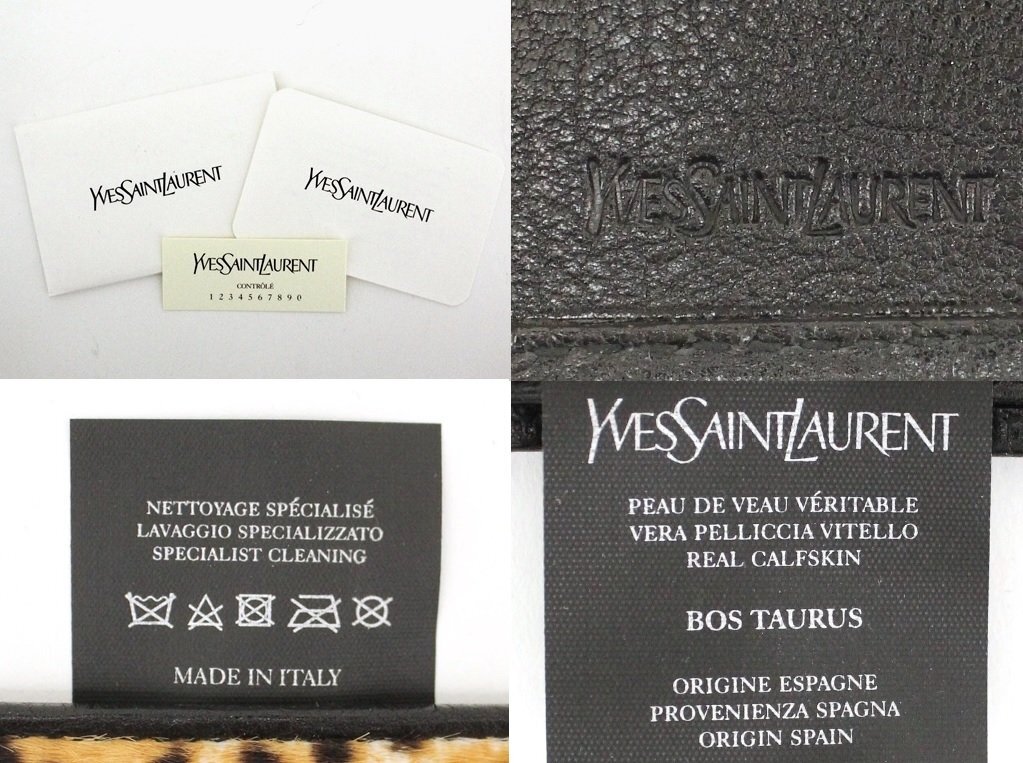 YVESSAINTLAURENT
YVESSAINTLAURENT
YVESSAINTLAURENT
CONTRÔLÉ
1 2 3 4 5 6 7 8 9 0
YVESSAINTLAURENT
NETTOYAGE SPÉCIALISÉ
LAVAGGIO SPECIALIZZATO
SPECIALIST CLEANING
MADE IN ITALY
YVESSAINTLAURENT
PEAU DE VEAU VÉRITABLE
VERA PELLICCIA VITELLO
REAL CALFSKIN
BOS TAURUS
ORIGINE ESPAGNE
PROVENIENZA SPAGNA
ORIGIN SPAIN